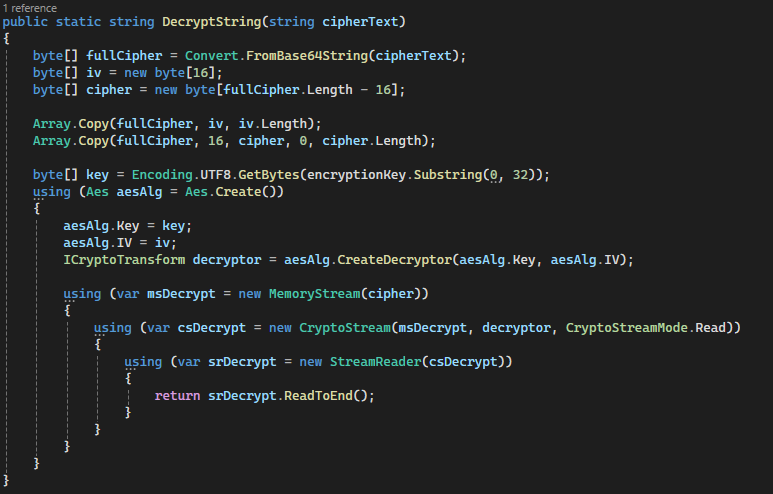 1 reference
public static string DecryptString(string cipherText)
{
    byte[] fullCipher = Convert.FromBase64String(cipherText);
    byte[] iv = new byte[16];
    byte[] cipher = new byte[fullCipher.Length - 16];

    Array.Copy(fullCipher, iv, iv.Length);
    Array.Copy(fullCipher, 16, cipher, 0, cipher.Length);

    byte[] key = Encoding.UTF8.GetBytes(encryptionKey.Substring(0, 32));
    using (Aes aesAlg = Aes.Create())
    {
        aesAlg.Key = key;
        aesAlg.IV = iv;
        ICryptoTransform decryptor = aesAlg.CreateDecryptor(aesAlg.Key, aesAlg.IV);

        using (var msDecrypt = new MemoryStream(cipher))
        {
            using (var csDecrypt = new CryptoStream(msDecrypt, decryptor, CryptoStreamMode.Read))
            {
                using (var srDecrypt = new StreamReader(csDecrypt))
                {
                    return srDecrypt.ReadToEnd();
                }
            }
        }
    }
}